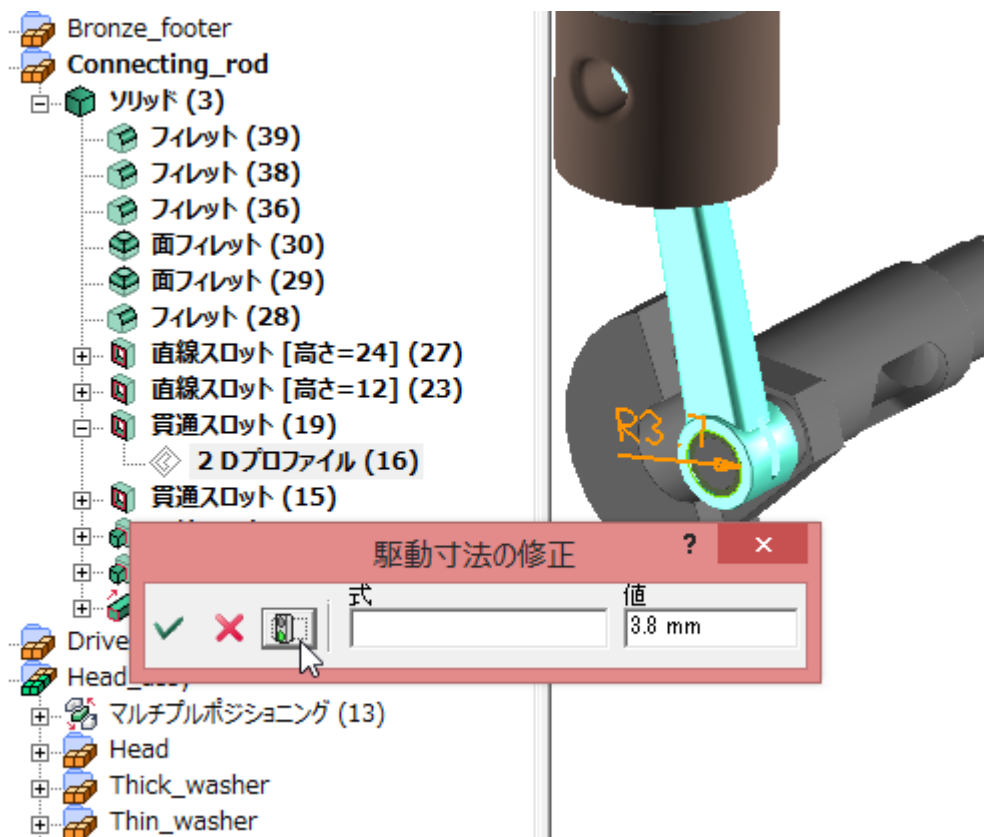 Bronze_footer
Connecting_rod
ソリッド (3)
フィレット (39)
フィレット (38)
フィレット (36)
面フィレット (30)
面フィレット (29)
フィレット (28)
直線スロット [高さ=24] (27)
直線スロット [高さ=12] (23)
貫通スロット (19)
２Dプロファイル (16)
貫通スロット (15)
R3.7
駆動寸法の修正
?
式
値
3.8 mm
Drive
Head_assy
マルチプルポジショニング (13)
Head
Thick_washer
Thin_washer